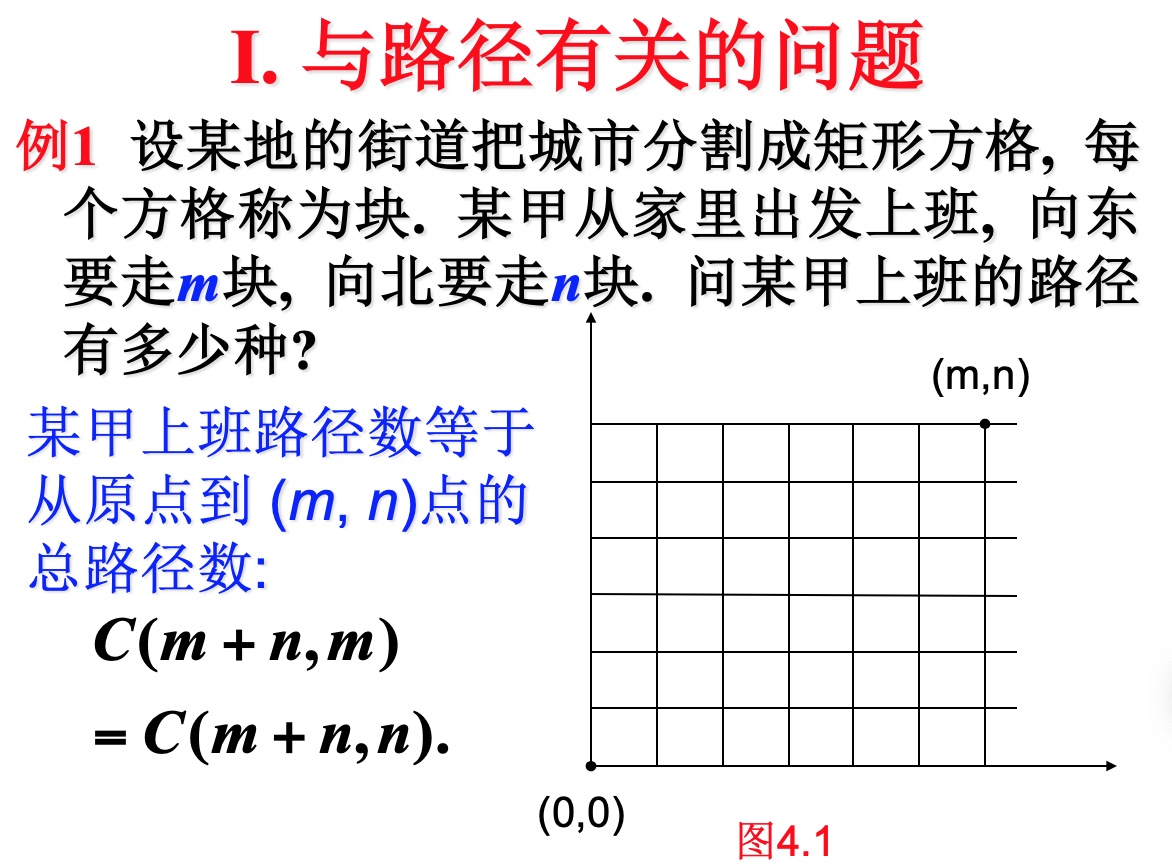 I. 与路径有关的问题
例1 设某地的街道把城市分割成矩形方格, 每
个方格称为块. 某甲从家里出发上班, 向东
要走m块, 向北要走n块. 问某甲上班的路径
有多少种?
某甲上班路径数等于
从原点到 (m, n)点的
总路径数:
C(m + n,m)
= C(m + n,n).
(m,n)
(0,0)
图4.1